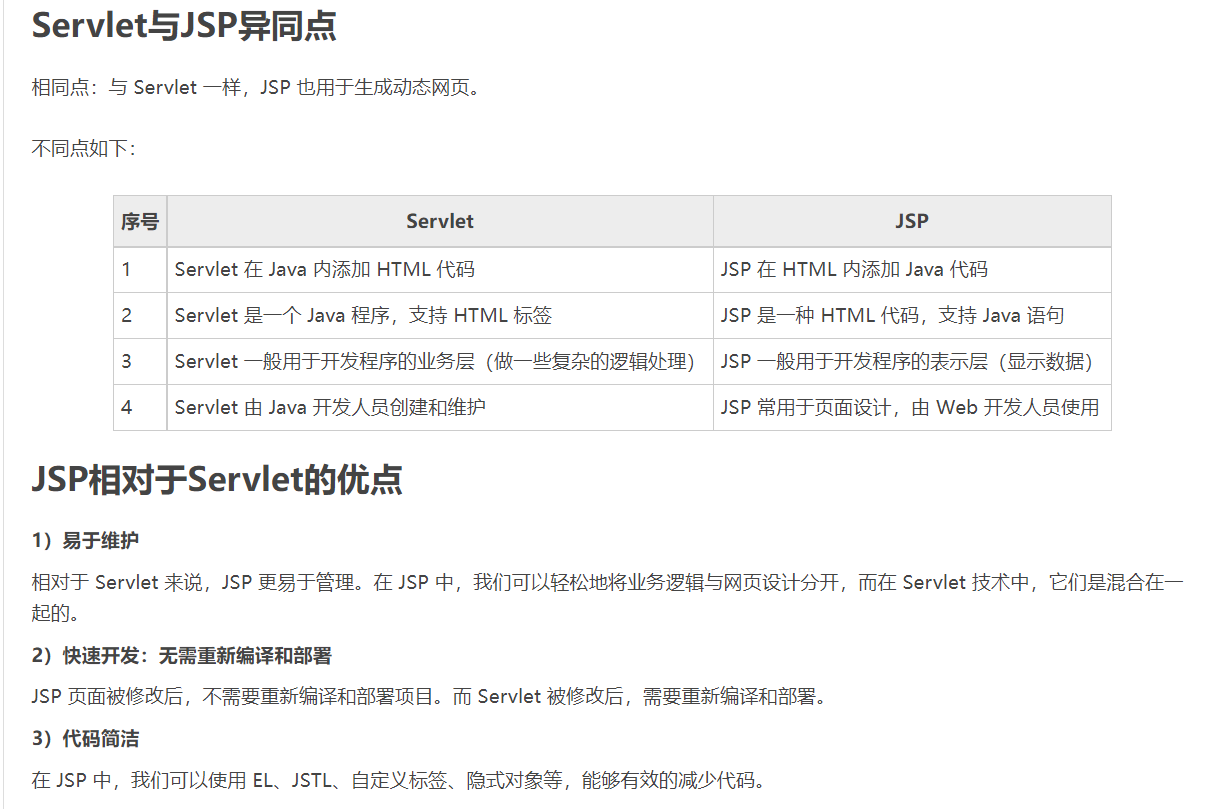 Servlet与JSP异同点
相同点：与 Servlet 一样，JSP 也用于生成动态网页。
不同点如下：
序号 Servlet JSP
1 Servlet 在 Java 内添加 HTML 代码 JSP 在 HTML 内添加 Java 代码
2 Servlet 是一个 Java 程序，支持 HTML 标签 JSP 是一种 HTML 代码，支持 Java 语句
3 Servlet 一般用于开发程序的业务层（做一些复杂的逻辑处理） JSP 一般用于开发程序的表示层（显示数据）
4 Servlet 由 Java 开发人员创建和维护 JSP 常用于页面设计，由 Web 开发人员使用
JSP相对于Servlet的优点
1）易于维护
相对于 Servlet 来说，JSP 更易于管理。在 JSP 中，我们可以轻松地将业务逻辑与网页设计分开，而在 Servlet 技术中，它们是混合在一
起的。
2）快速开发：无需重新编译和部署
JSP 页面被修改后，不需要重新编译和部署项目。而 Servlet 被修改后，需要重新编译和部署。
3）代码简洁
在 JSP 中，我们可以使用 EL、JSTL、自定义标签、隐式对象等，能够有效的减少代码。